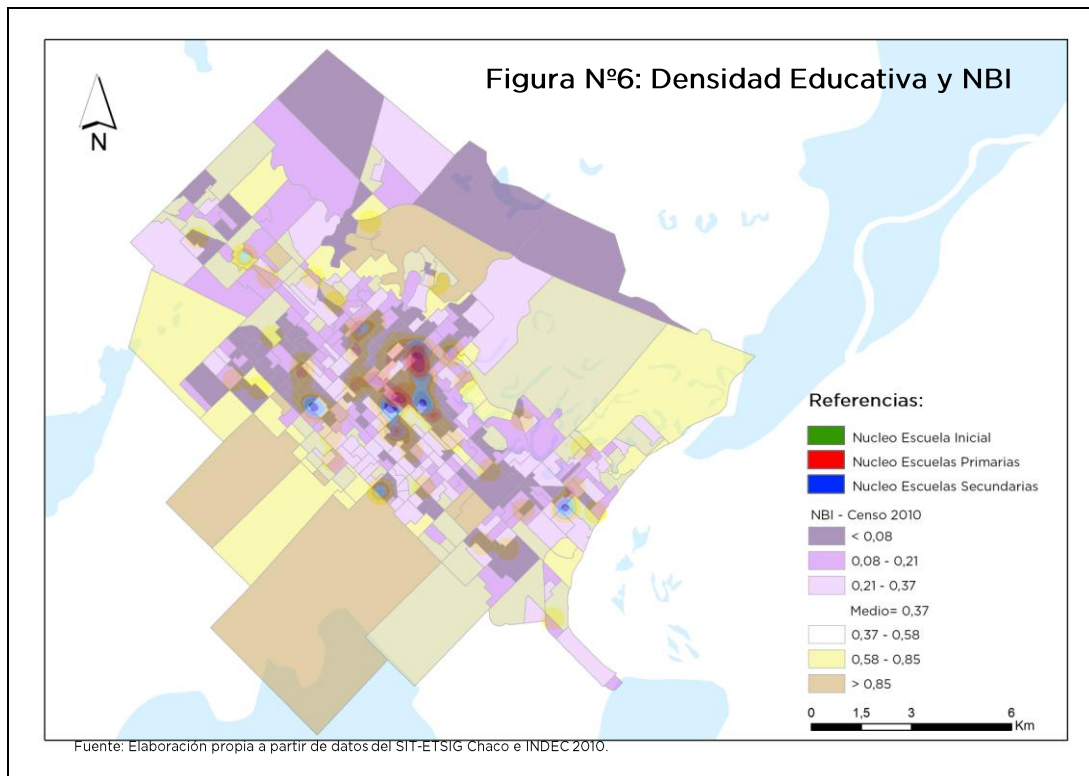 Figura Nº6: Densidad Educativa y NBI
N
Referencias:
Nucleo Escuela Inicial
Nucleo Escuelas Primarias
Nucleo Escuelas Secundarias
NBI - Censo 2010
< 0,08
0,08 - 0,21
0,21 - 0,37
Medio= 0,37
0,37 - 0,58
0,58 - 0,85
> 0,85
0 1,5 3 6
Km
Fuente: Elaboración propia a partir de datos del SIT-ETSIG Chaco e INDEC 2010.